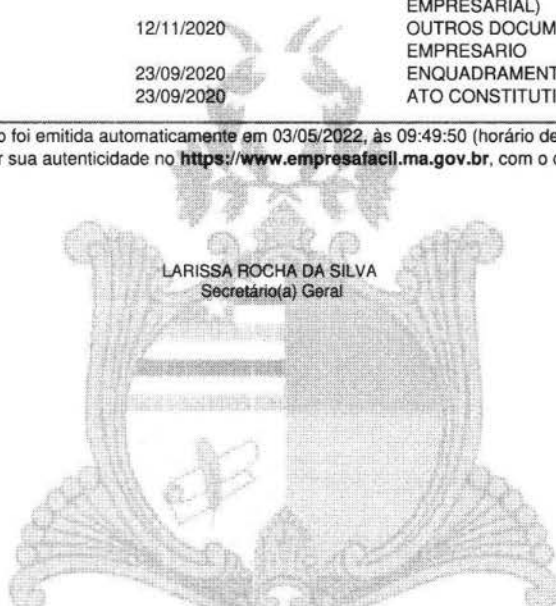 EMPRESARIAL)
12/11/2020 OUTROS DOCUM
EMPRESARIO
23/09/2020 ENQUADRAMENT
23/09/2020 ATO CONSTITUTI
o foi emitida automaticamente em 03/05/2022, às 09:49:50 (horário de
r sua autenticidade no https://www.empresafacil.ma.gov.br, com o c
LARISSA ROCHA DA SILVA
Secretário(a) Geral